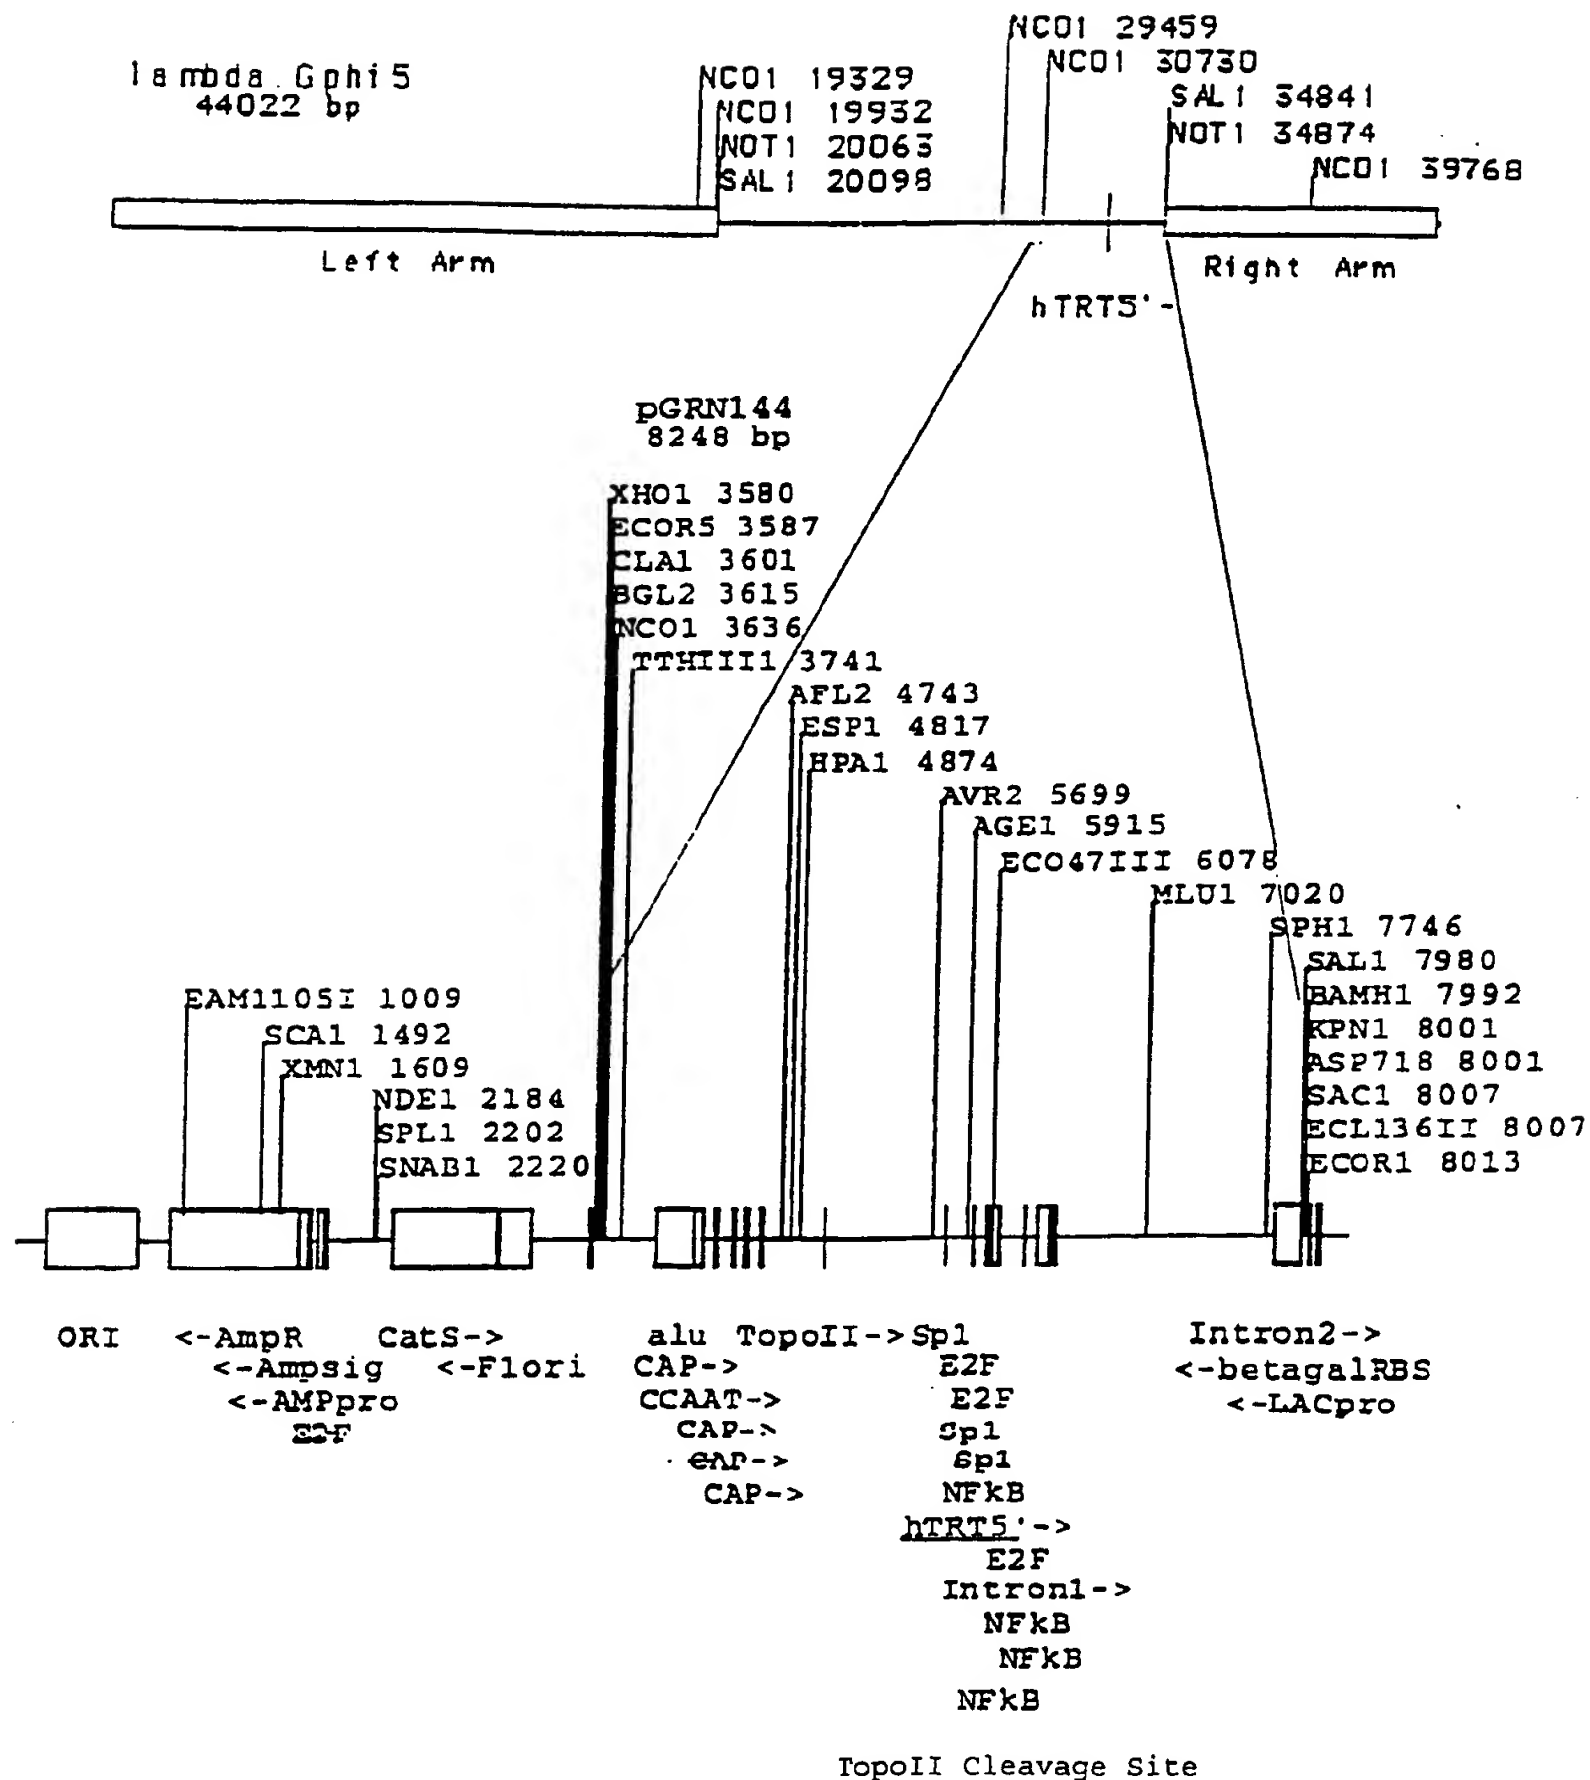 lambda Gphi5
44022 bp
NCO1 19329
NCO1 19932
NOT1 20063
SAL1 20098
NCO1 29459
NCO1 30730
SAL1 34841
NOT1 34874
NCO1 39768
Left Arm
Right Arm
hTRT5'-
pGRN144
8248 bp
XHO1 3580
ECOR5 3587
CLA1 3601
BGL2 3615
NCO1 3636
TTHIII1 3741
AFL2 4743
ESP1 4817
HPA1 4874
AVR2 5699
AGE1 5915
ECO47III 6078
MLU1 7020
SPH1 7746
SAL1 7980
BAMH1 7992
KPN1 8001
ASP718 8001
SAC1 8007
ECL136II 8007
ECOR1 8013
EAM1105I 1009
SCA1 1492
XMN1 1609
NDE1 2184
SPL1 2202
SNAB1 2220
ORI <-AmpR CatS-> alu TopoII-> Sp1 Intron2->
<-Ampsig <-F1ori CAP-> E2F <-betagalRBS
<-AMPpro CCAAT-> E2F <-LACpro
E2F CAP-> Sp1
CAP-> Sp1
CAP-> NFkB
hTRT5'->
E2F
Intron1->
NFkB
NFkB
NFkB
TopoII Cleavage Site